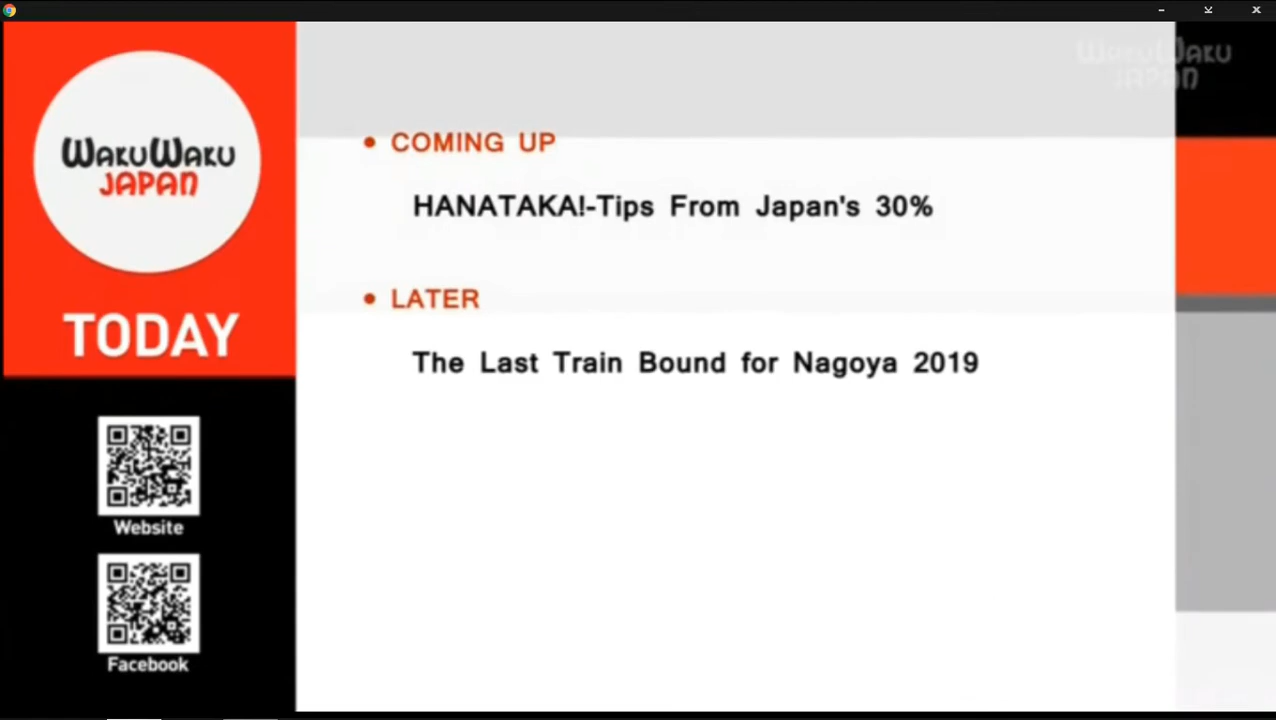 WAKUWAKU
JAPAN
TODAY
Website
Facebook
• COMING UP
HANATAKA!-Tips From Japan's 30%
• LATER
The Last Train Bound for Nagoya 2019
WAKUWAKU
JAPAN